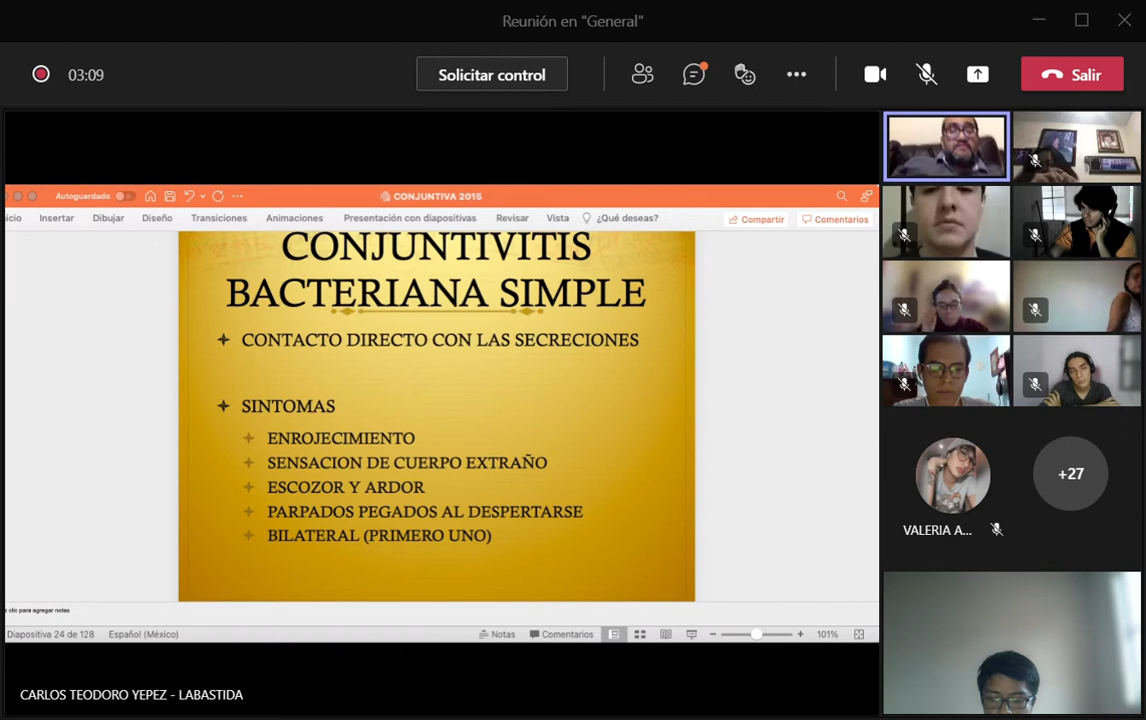 Reunión en "General"
03:09
Solicitar control
Salir
Autoguardado
CONJUNTIVA 2015
icio Insertar Dibujar Diseño Transiciones Animaciones Presentación con diapositivas Revisar Vista ¿Qué deseas? Compartir Comentarios
CONJUNTIVITIS
BACTERIANA SIMPLE
CONTACTO DIRECTO CON LAS SECRECIONES
SINTOMAS
ENROJECIMIENTO
SENSACION DE CUERPO EXTRAÑO
ESCOZOR Y ARDOR
PARPADOS PEGADOS AL DESPERTARSE
BILATERAL (PRIMERO UNO)
clic para agregar notas
Diapositiva 24 de 128 Español (México) Notas Comentarios 101%
CARLOS TEODORO YEPEZ - LABASTIDA
+27
VALERIA A...